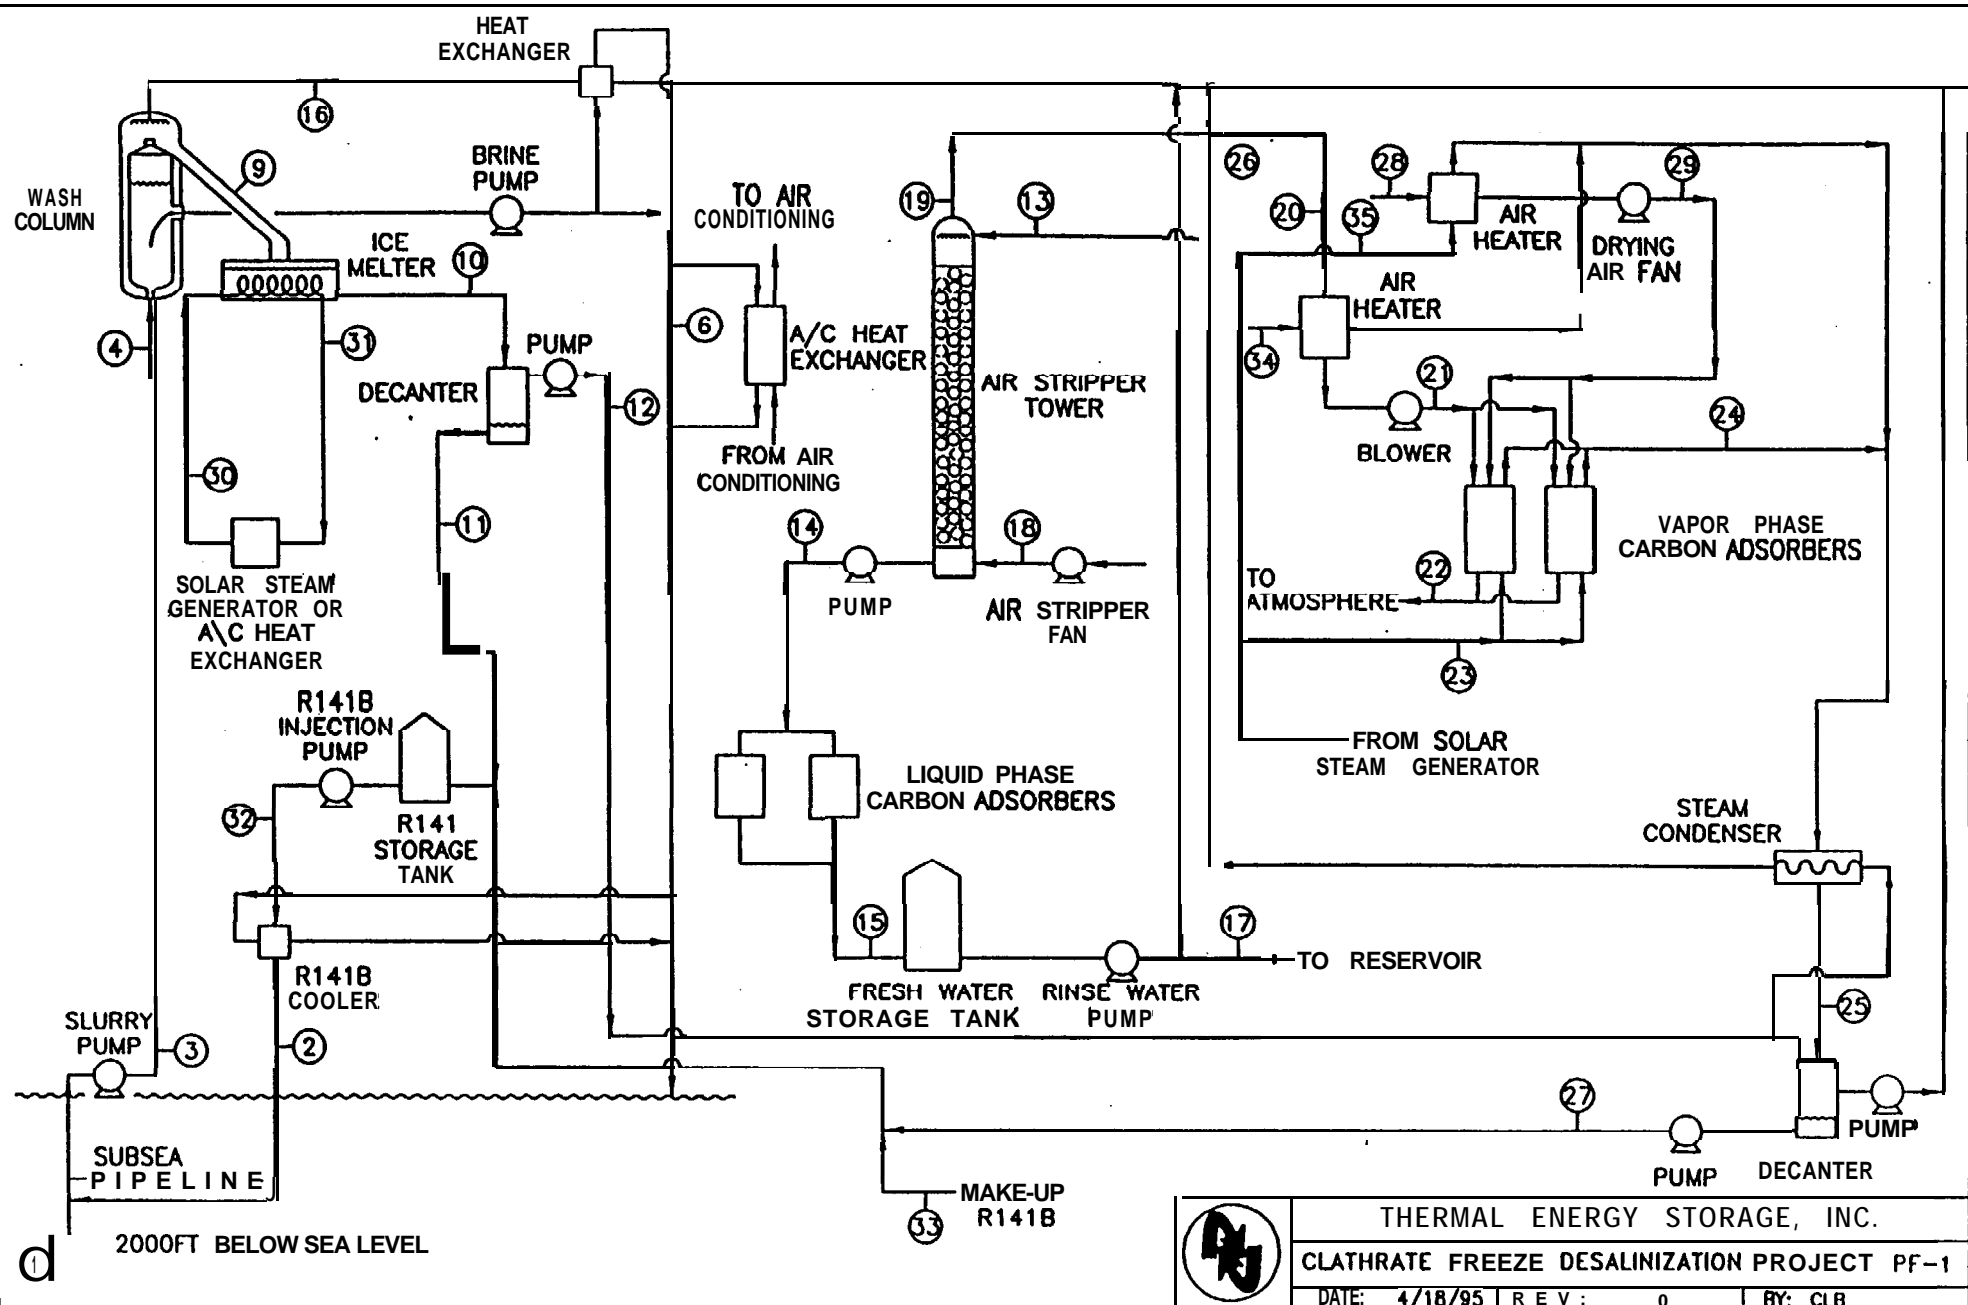 HEAT
EXCHANGER
16
WASH
COLUMN
9
BRINE
PUMP
ICE
MELTER
10
4
31
30
SOLAR STEAM
GENERATOR OR
A\C HEAT
EXCHANGER
DECANTER
PUMP
12
11
TO AIR
CONDITIONING
6
A/C HEAT
EXCHANGER
FROM AIR
CONDITIONING
19
13
AIR STRIPPER
TOWER
14
PUMP
18
AIR STRIPPER
FAN
26
20
28
35
AIR
HEATER
29
DRYING
AIR FAN
AIR
HEATER
34
21
BLOWER
24
VAPOR PHASE
CARBON ADSORBERS
22
TO
ATMOSPHERE
23
FROM SOLAR
STEAM GENERATOR
R141B
INJECTION
PUMP
32
R141
STORAGE
TANK
R141B
COOLER
2
SLURRY
PUMP
3
SUBSEA
PIPELINE
2000FT BELOW SEA LEVEL
1
LIQUID PHASE
CARBON ADSORBERS
15
FRESH WATER
STORAGE TANK
RINSE WATER
PUMP
17
TO RESERVOIR
STEAM
CONDENSER
25
27
PUMP
DECANTER
PUMP
MAKE-UP
R141B
33
THERMAL ENERGY STORAGE, INC.
CLATHRATE FREEZE DESALINIZATION PROJECT PF-1
DATE: 4/18/95 REV: 0 BY: CLB